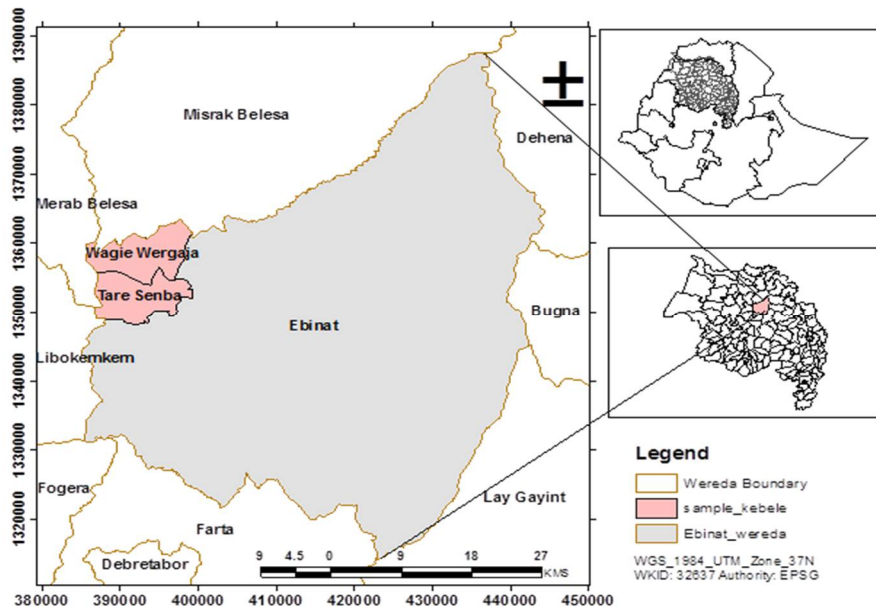 1390000
1380000
1370000
1360000
1350000
1340000
1330000
1320000
Misrak Belesa
Dehena
Merab Belesa
Wagie Wergaja
Tare Senba
Ebinat
Bugna
Libokemkem
Fogera
Lay Gayint
Farta
Debretabor
9 4.5 0 9 18 27
KMS
380000 390000 400000 410000 420000 430000 440000 450000
Legend
Wereda Boundary
sample_kebele
Ebinat_wereda
WGS_1984_UTM_Zone_37N
WKID: 32637 Authority: EPSG